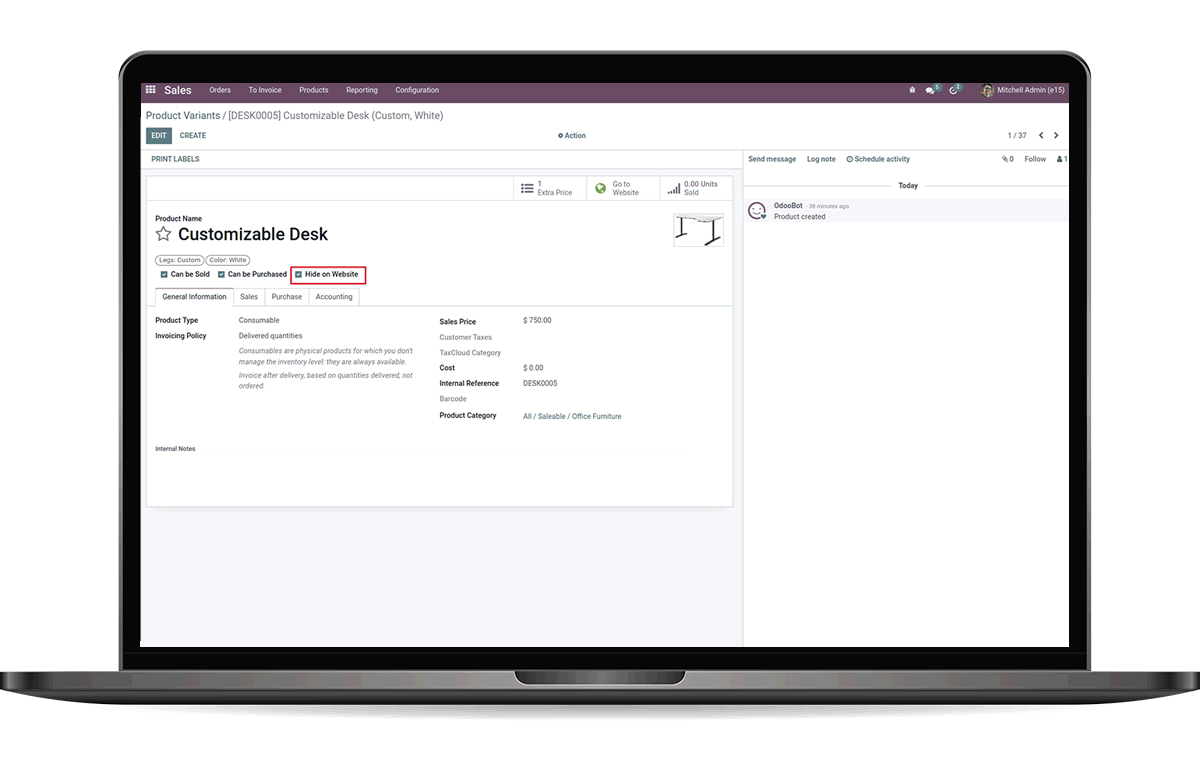 Sales Orders To Invoice Products Reporting Configuration 5 2 Mitchell Admin (e15)
Product Variants / [DESK0005] Customizable Desk (Custom, White)
EDIT CREATE Action 1 / 37
PRINT LABELS
Send message Log note Schedule activity 0 Follow 1
1 Extra Price
Go to Website
0.00 Units Sold
Today
OdooBot - 38 minutes ago
Product created
Product Name
Customizable Desk
Legs: Custom Color: White
Can be Sold Can be Purchased Hide on Website
General Information Sales Purchase Accounting
Product Type Consumable
Invoicing Policy Delivered quantities
Consumables are physical products for which you don't
manage the inventory level: they are always available.
Invoice after delivery, based on quantities delivered, not
ordered.
Sales Price $ 750.00
Customer Taxes
TaxCloud Category
Cost $ 0.00
Internal Reference DESK0005
Barcode
Product Category All / Saleable / Office Furniture
Internal Notes